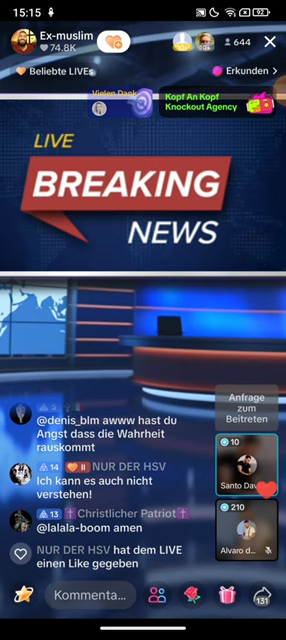 15:15
92
Ex-muslim
74.8K
644
Beliebte LIVEs
Erkunden >
Vielen Dank
Kopf An Kopf
Knockout Agency
LIVE
BREAKING
NEWS
@denis_blm awww hast du
Angst dass die Wahrheit
rauskommt
14 II NUR DER HSV
Ich kann es auch nicht
verstehen!
13 Christlicher Patriot
@lalala-boom amen
NUR DER HSV hat dem LIVE
einen Like gegeben
Anfrage
zum
Beitreten
10
Santo Dav
210
Alvaro d...
Kommenta...
131